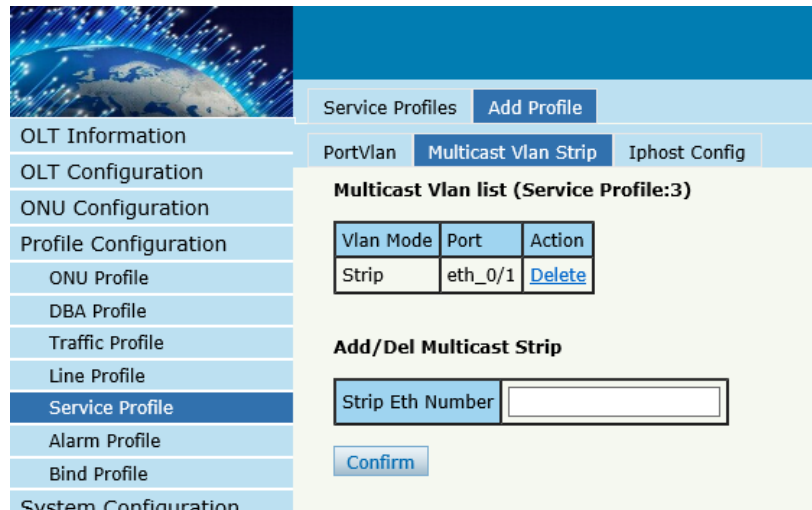 Service Profiles Add Profile
OLT Information
PortVlan Multicast Vlan Strip Iphost Config
OLT Configuration
ONU Configuration
Profile Configuration
ONU Profile
DBA Profile
Traffic Profile
Line Profile
Service Profile
Alarm Profile
Bind Profile
System Configuration
Multicast Vlan list (Service Profile:3)
Vlan Mode Port Action
Strip eth_0/1 Delete
Add/Del Multicast Strip
Strip Eth Number
Confirm